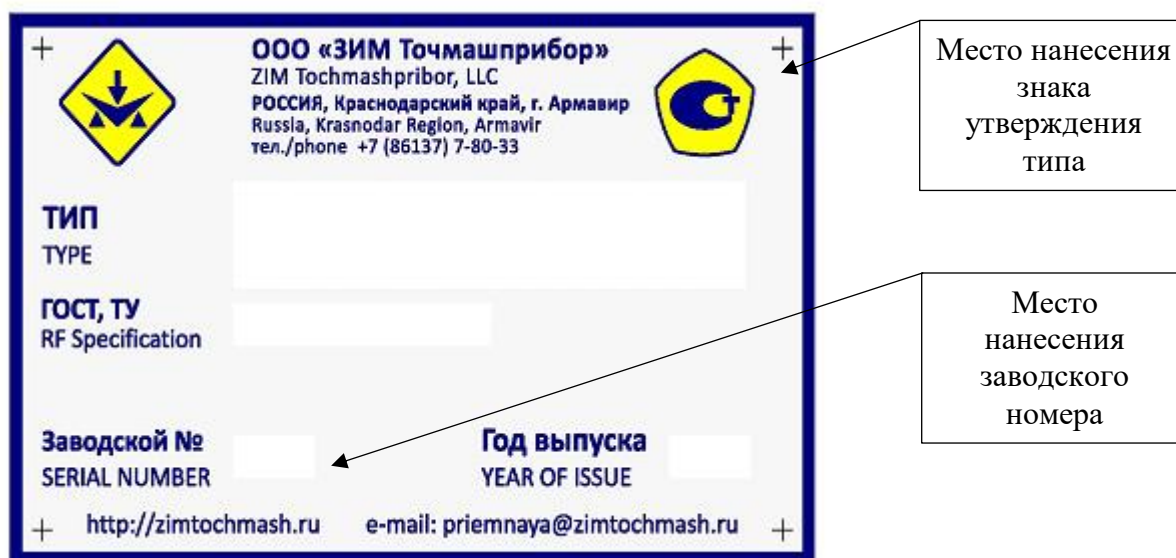 ООО «ЗИМ Точмашприбор»
ZIM Tochmashpribor, LLC
РОССИЯ, Краснодарский край, г. Армавир
Russia, Krasnodar Region, Armavir
тел./phone +7 (86137) 7-80-33
ТИП
TYPE
ГОСТ, ТУ
RF Specification
Заводской №
SERIAL NUMBER
Год выпуска
YEAR OF ISSUE
http://zimtochmash.ru e-mail: priemnaya@zimtochmash.ru
Место нанесения
знака
утверждения
типа
Место
нанесения
заводского
номера